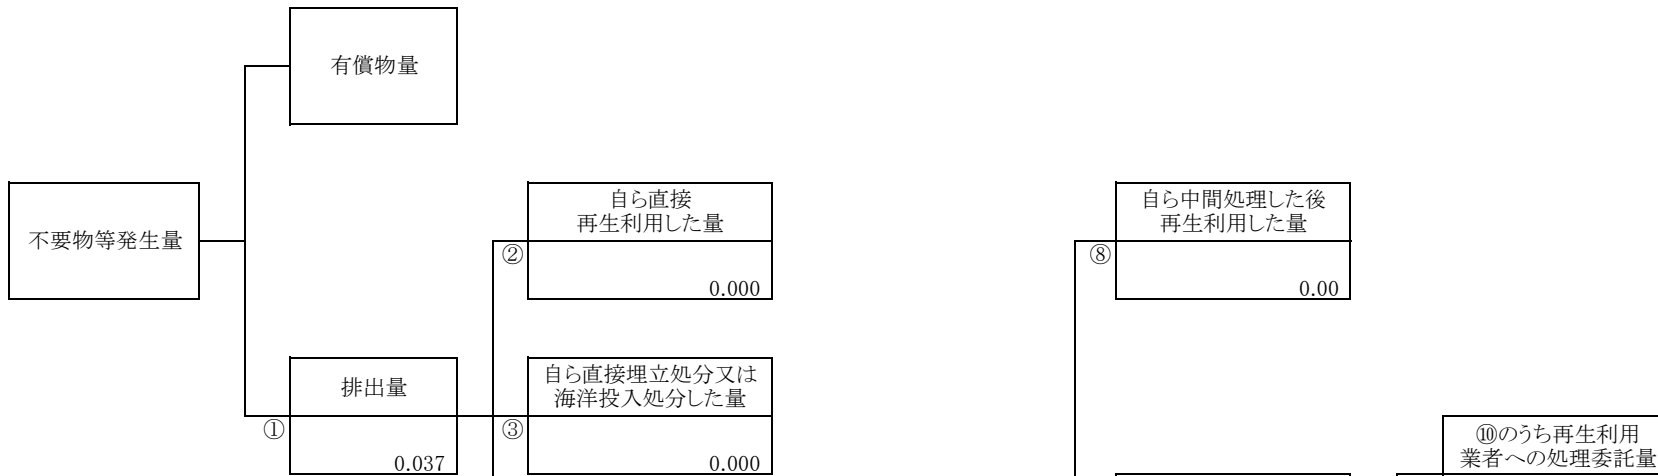 有償物量
不要物等発生量
自ら直接
再生利用した量
②
0.000
自ら中間処理した後
再生利用した量
⑧
0.00
排出量
①
0.037
自ら直接埋立処分又は
海洋投入処分した量
③
0.000
⑩のうち再生利用
業者への処理委託量